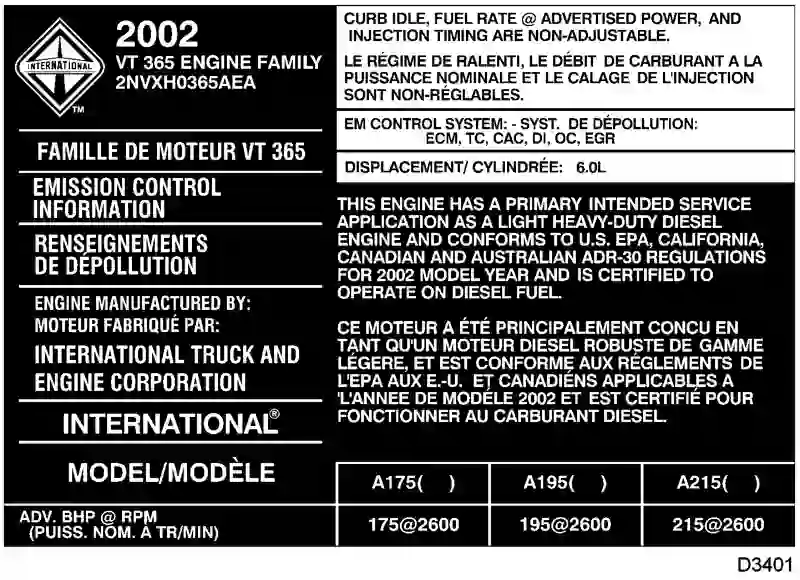 INTERNATIONAL
TM
2002
VT 365 ENGINE FAMILY
2NVXH0365AEA
FAMILLE DE MOTEUR VT 365
EMISSION CONTROL
INFORMATION
RENSEIGNEMENTS
DE DÉPOLLUTION
ENGINE MANUFACTURED BY:
MOTEUR FABRIQUÉ PAR:
INTERNATIONAL TRUCK AND
ENGINE CORPORATION
INTERNATIONAL®
CURB IDLE, FUEL RATE @ ADVERTISED POWER, AND
INJECTION TIMING ARE NON-ADJUSTABLE.
LE RÉGIME DE RALENTI, LE DÉBIT DE CARBURANT A LA
PUISSANCE NOMINALE ET LE CALAGE DE L'INJECTION
SONT NON-RÉGLABLES.
EM CONTROL SYSTEM: - SYST. DE DÉPOLLUTION:
ECM, TC, CAC, DI, OC, EGR
DISPLACEMENT/ CYLINDRÉE: 6.0L
THIS ENGINE HAS A PRIMARY INTENDED SERVICE
APPLICATION AS A LIGHT HEAVY-DUTY DIESEL
ENGINE AND CONFORMS TO U.S. EPA, CALIFORNIA,
CANADIAN AND AUSTRALIAN ADR-30 REGULATIONS
FOR 2002 MODEL YEAR AND IS CERTIFIED TO
OPERATE ON DIESEL FUEL.
CE MOTEUR A ÉTÉ PRINCIPALEMENT CONCU EN
TANT QU'UN MOTEUR DIESEL ROBUSTE DE GAMME
LÉGERE, ET EST CONFORME AUX RÉGLEMENTS DE
L'EPA AUX E.-U. ET CANADIÉNS APPLICABLES A
'L'ANNEE DE MODÉLE 2002 ET EST CERTIFIÉ POUR
FONCTIONNER AU CARBURANT DIESEL.
MODEL/MODÈLE A175( ) A195( ) A215( )
ADV. BHP @ RPM
(PUISS. NOM. A TR/MIN) 175@2600 195@2600 215@2600
D3401